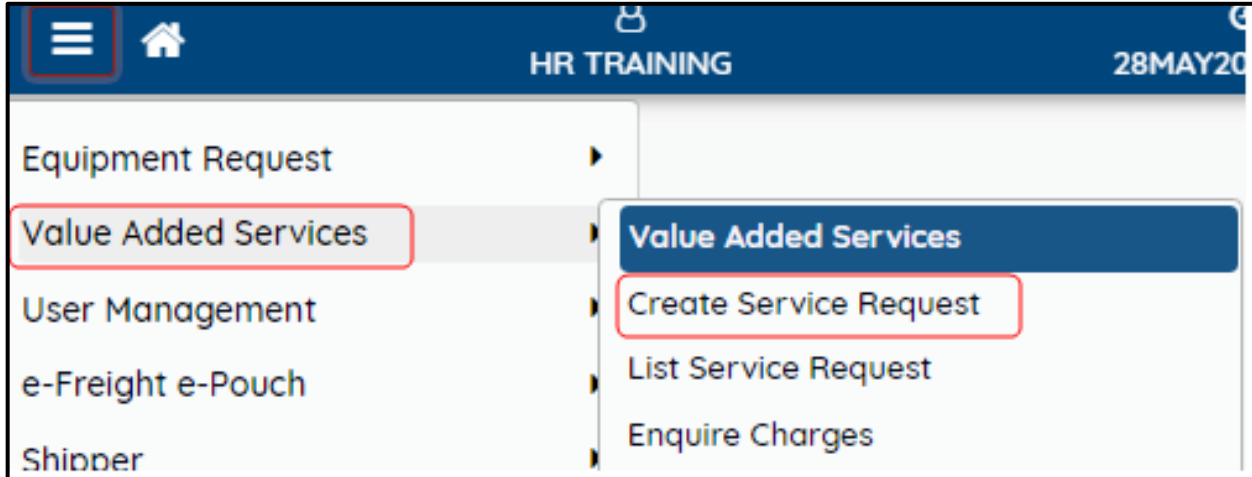 HR TRAINING
28MAY20
Equipment Request
Value Added Services
Value Added Services
User Management
Create Service Request
e-Freight e-Pouch
List Service Request
Shipper
Enquire Charges